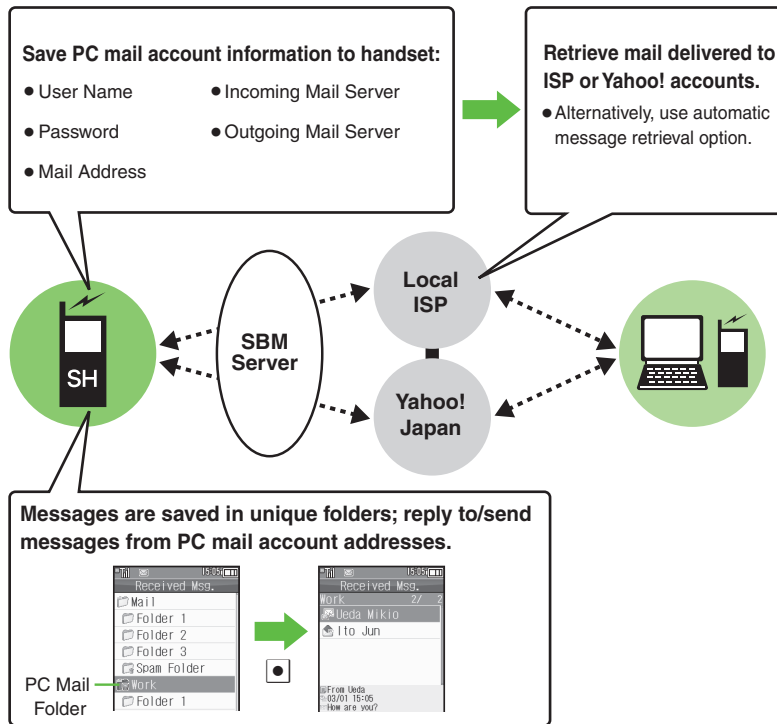 Save PC mail account information to handset:
● User Name
● Password
● Mail Address
● Incoming Mail Server
● Outgoing Mail Server
Retrieve mail delivered to
ISP or Yahoo! accounts.
● Alternatively, use automatic
message retrieval option.
SH
SBM
Server
Local
ISP
Yahoo!
Japan
Messages are saved in unique folders; reply to/send
messages from PC mail account addresses.
15:05
Received Msg.
Mail
Folder 1
Folder 2
Folder 3
Spam Folder
Work
Folder 1
PC Mail
Folder
15:05
Received Msg.
Work 2/ 2
Ueda Mikio
Ito Jun
From Ueda
03/01 15:05
How are you?